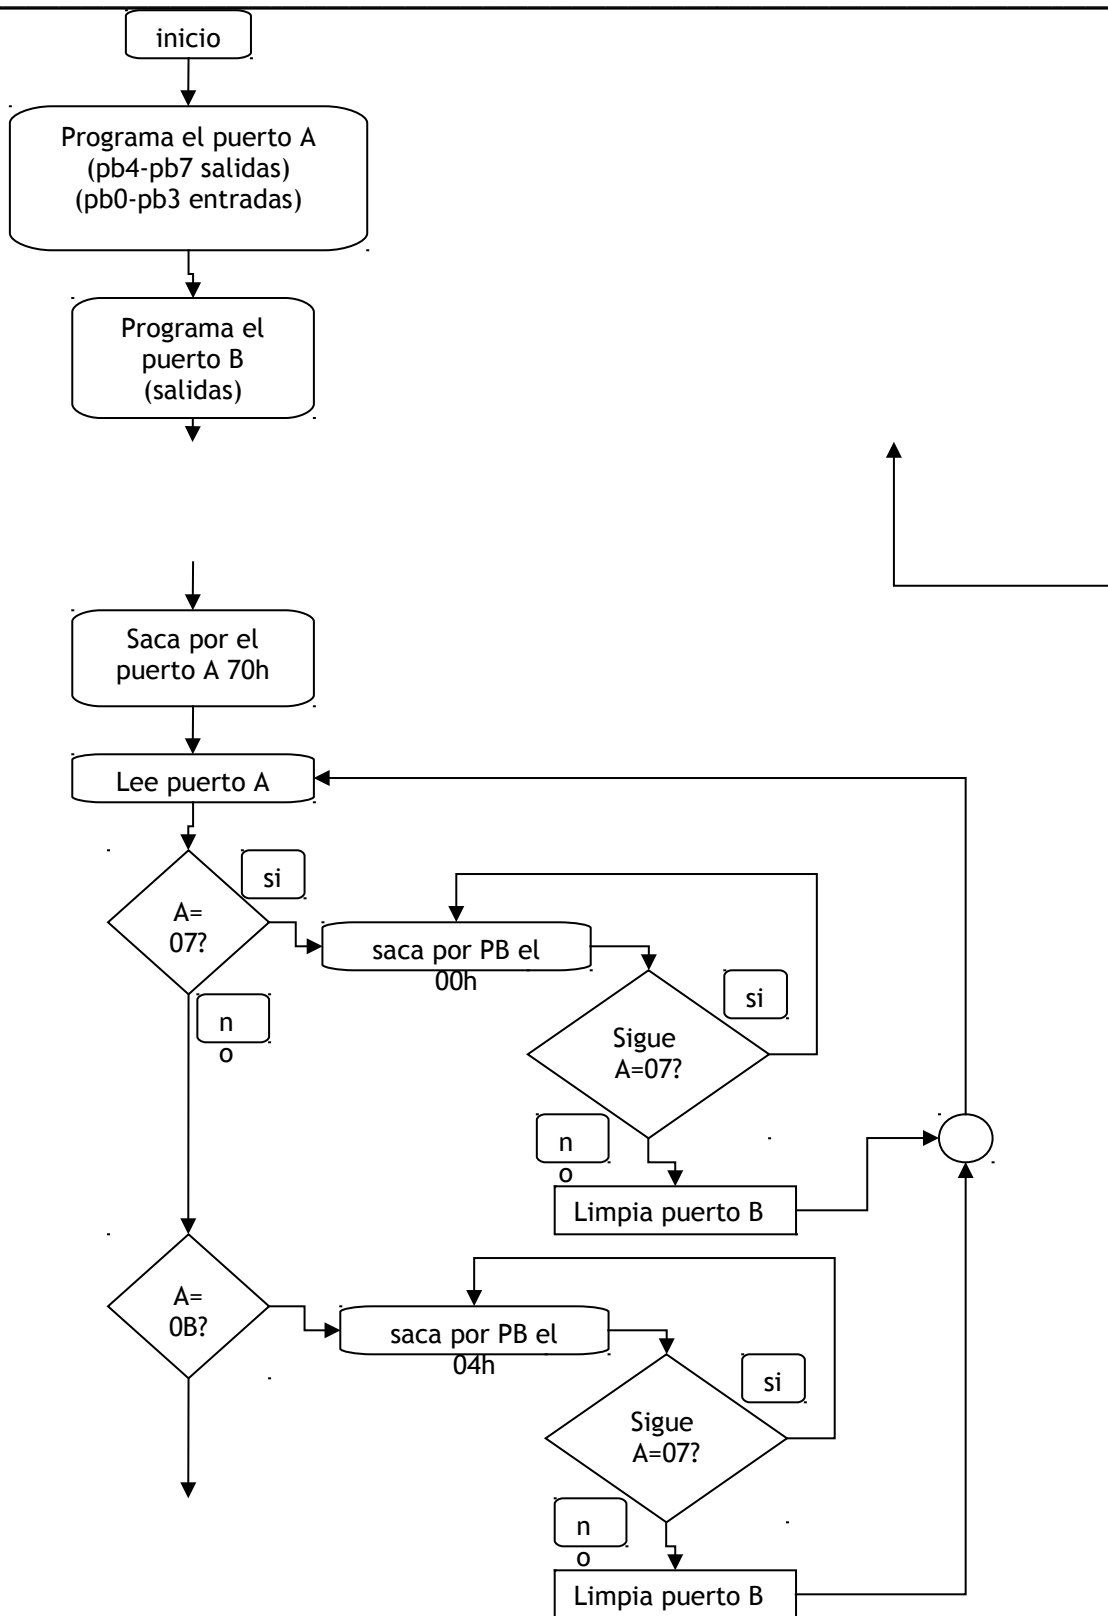 inicio
Programa el puerto A
(pb4-pb7 salidas)
(pb0-pb3 entradas)
Programa el
puerto B
(salidas)
Saca por el
puerto A 70h
Lee puerto A
si
A=
07?
saca por PB el
00h
n
o
si
Sigue
A=07?
n
o
Limpia puerto B
A=
0B?
saca por PB el
04h
si
Sigue
A=07?
n
o
Limpia puerto B